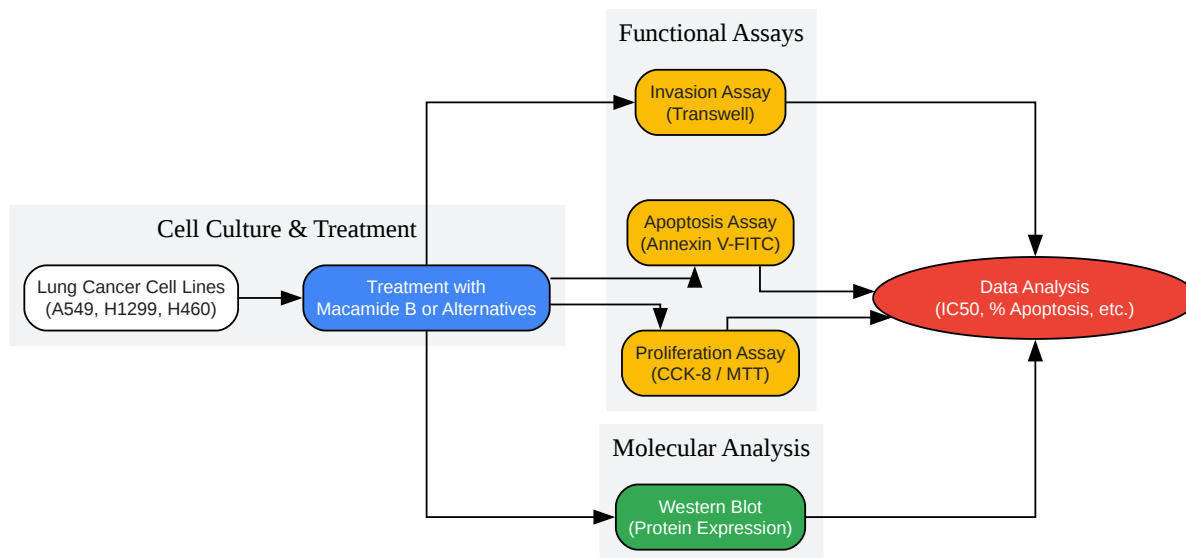 Functional Assays
Invasion Assay
(Transwell)
Cell Culture & Treatment
Apoptosis Assay
(Annexin V-FITC)
Lung Cancer Cell Lines
(A549, H1299, H460)
Treatment with
Macamide B or Alternatives
Data Analysis
(IC50, % Apoptosis, etc.)
Proliferation Assay
(CCK-8 / MTT)
Molecular Analysis
Western Blot
(Protein Expression)